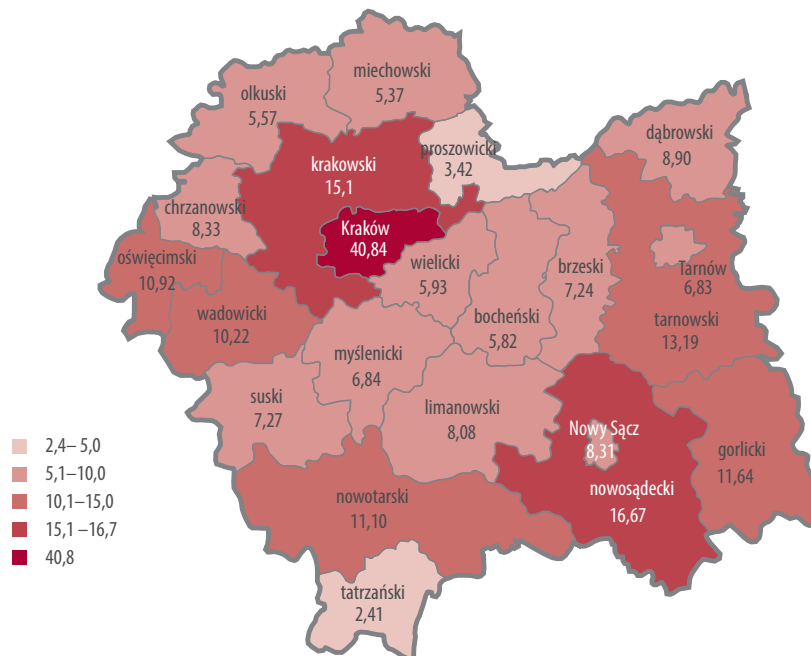 miechowski
5,37
olkuski
5,57
proszowicki
3,42
dąbrowski
8,90
krakowski
15,1
chrzanowski
8,33
Kraków
40,84
oświęcimski
10,92
wielicki
5,93
brzeski
7,24
Tarnów
6,83
wadowicki
10,22
bocheński
5,82
tarnowski
13,19
myślenicki
6,84
suski
7,27
limanowski
8,08
Nowy Sącz
8,31
gorlicki
11,64
nowosądecki
16,67
nowotarski
11,10
tatrzański
2,41
2,4– 5,0
5,1–10,0
10,1–15,0
15,1 –16,7
40,8